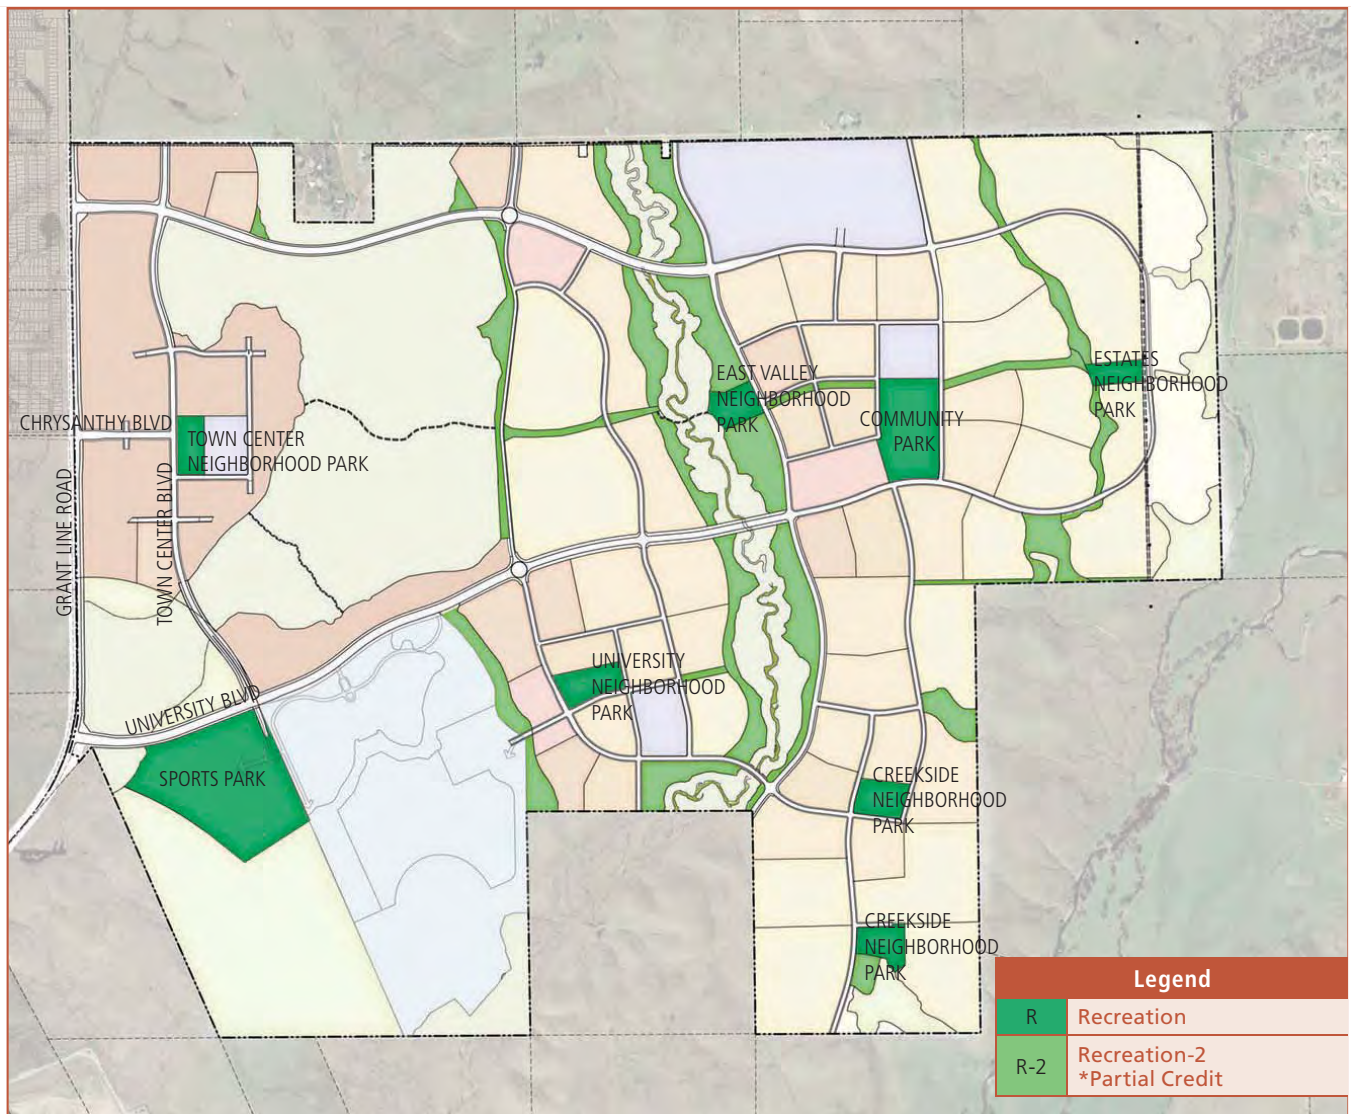 EAST VALLEY
NEIGHBORHOOD
PARK
ESTATES
NEIGHBORHOOD
PARK
CHRYSANTHY BLVD
TOWN CENTER
NEIGHBORHOOD PARK
COMMUNITY
PARK
GRANT LINE ROAD
TOWN CENTER BLVD
UNIVERSITY BLVD
UNIVERSITY
NEIGHBORHOOD
PARK
SPORTS PARK
CREEKSIDE
NEIGHBORHOOD
PARK
CREEKSIDE
NEIGHBORHOOD
PARK
Legend
R Recreation
R-2 Recreation-2
*Partial Credit